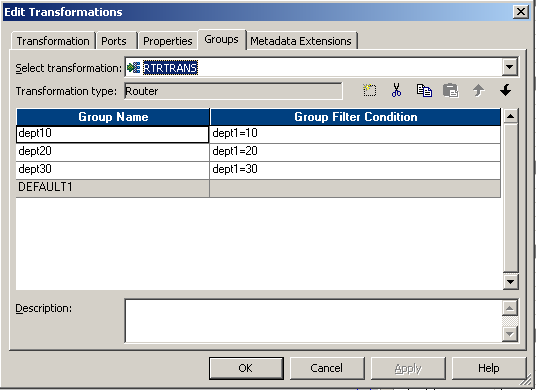 Edit Transformations
Transformation Ports Properties Groups Metadata Extensions
Select transformation: RTRTRANS
Transformation type: Router
Group Name Group Filter Condition
dept10 dept1=10
dept20 dept1=20
dept30 dept1=30
DEFAULT1
Description:
OK Cancel Apply Help